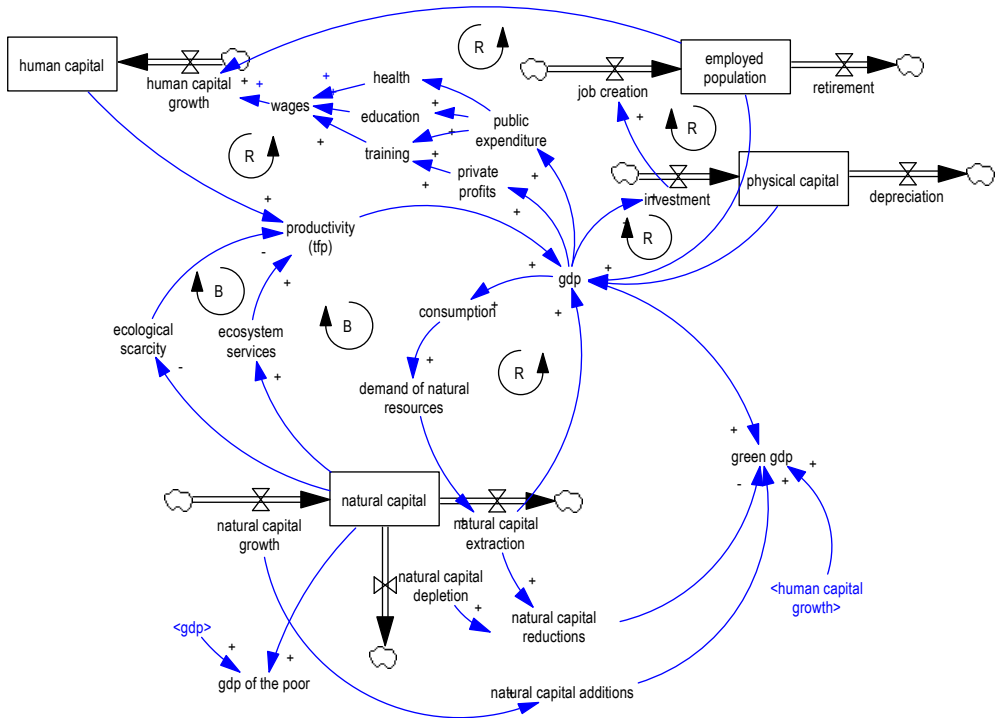 human capital
human capital
growth
R
employed
population
job creation
retirement
health
wages
education
training
public
expenditure
private
profits
R
R
investment
physical capital
depreciation
productivity
(tfp)
R
gdp
B
B
consumption
ecological
scarcity
ecosystem
services
demand of natural
resources
R
green gdp
natural capital
natural capital
growth
natural capital
extraction
natural capital
depletion
natural capital
reductions
<human capital
growth>
<gdp>
gdp of the poor
natural capital additions